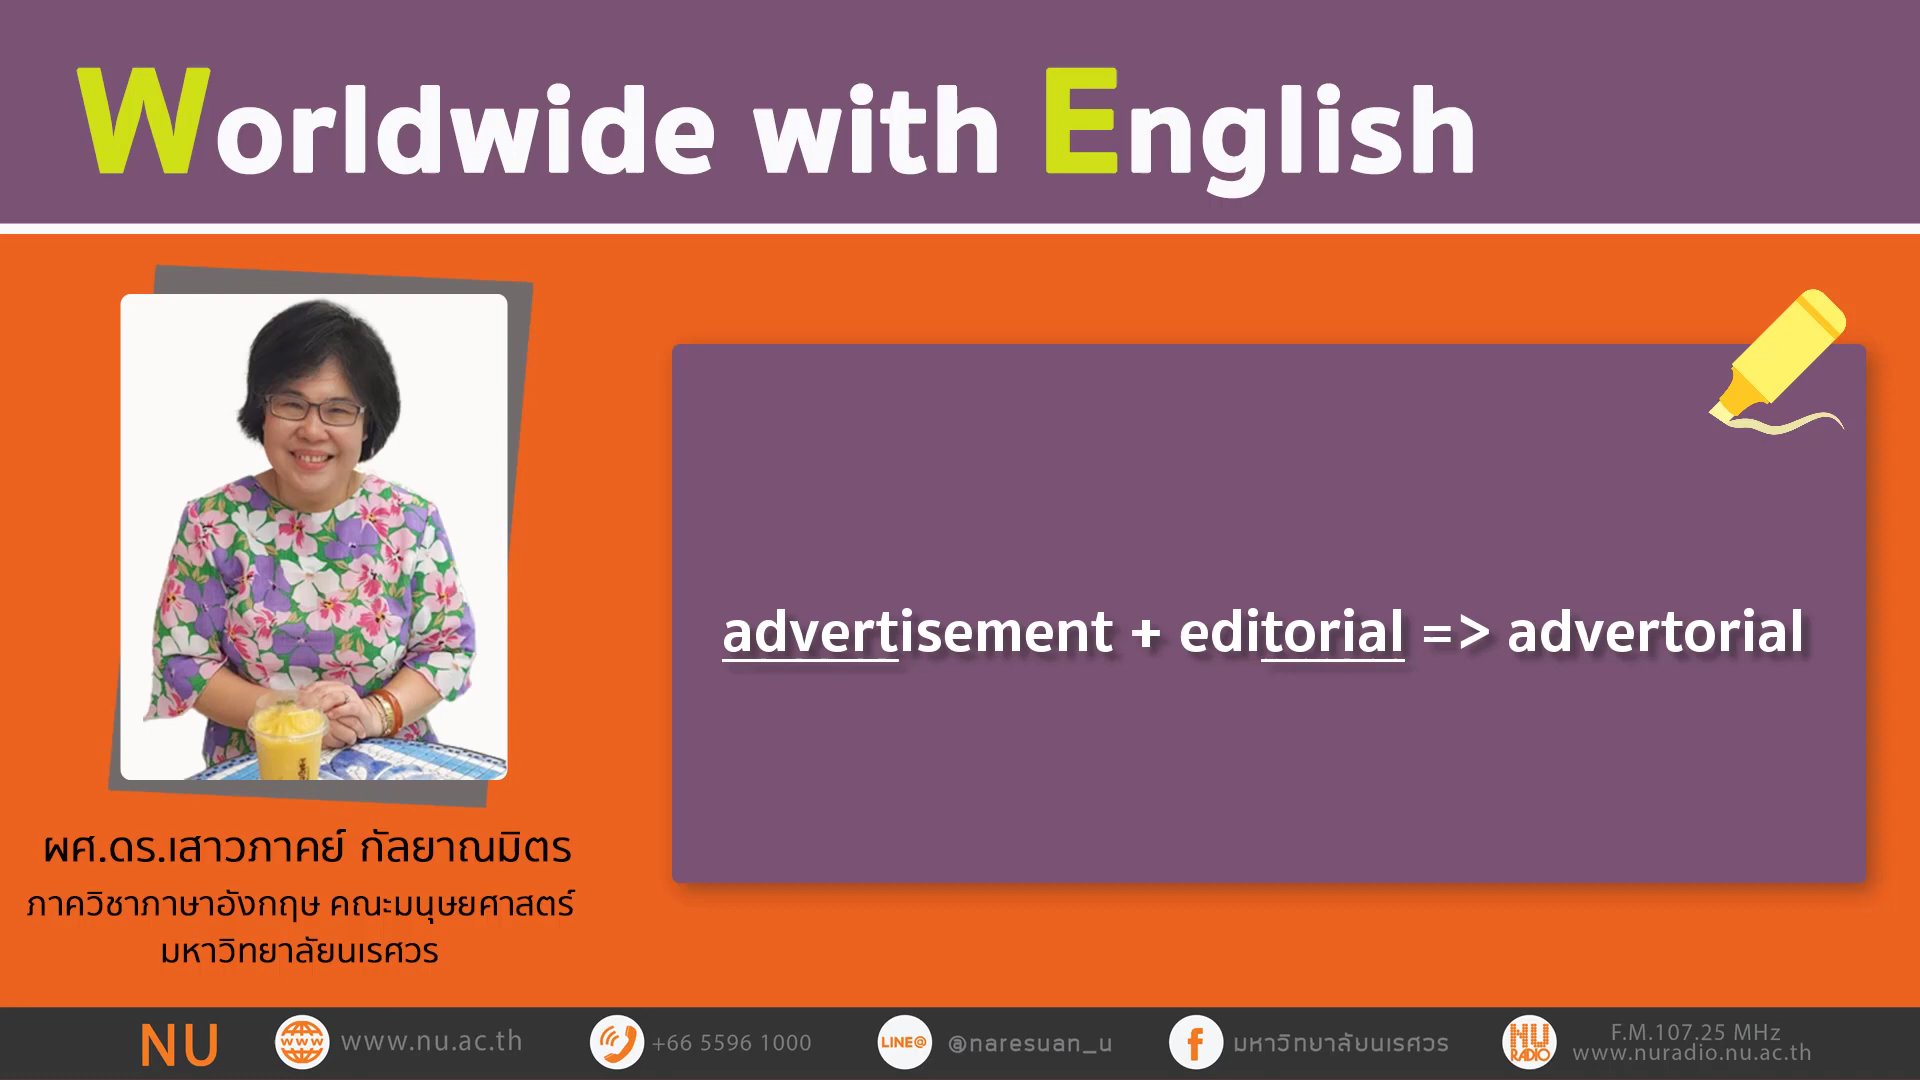 Worldwide with English
advertisement + editorial => advertorial
ผศ.ดร.เสาวภาคย์ กัลยาณมิตร
ภาควิชาภาษาอังกฤษ คณะมนุษยศาสตร์
มหาวิทยาลัยนเรศวร
NU
www
www.nu.ac.th
+66 5596 1000
LINE@
@naresuan_u
f
มหาวิทยาลัยนเรศวร
NU
RADIO
F.M.107.25 MHz
www.nuradio.nu.ac.th